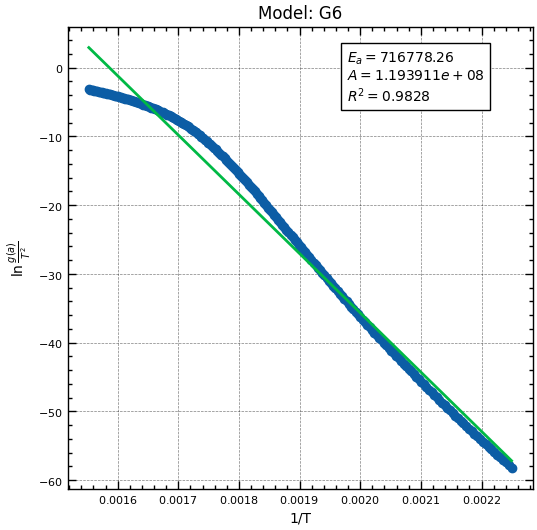 Model: G6
E_a = 716778.26
A = 1.193911e + 08
R^2 = 0.9828
0
−10
−20
−30
−40
−50
−60
ln g(a)/T^2
0.0016 0.0017 0.0018 0.0019 0.0020 0.0021 0.0022
1/T